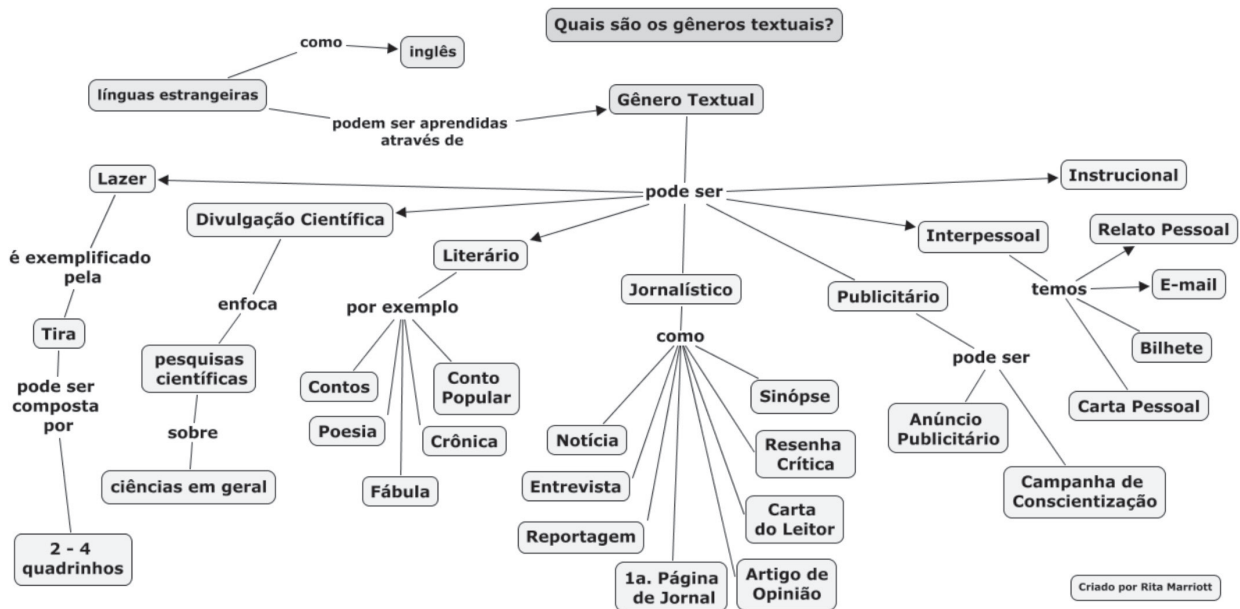 Quais são os gêneros textuais?
como
inglês
línguas estrangeiras
podem ser aprendidas
através de
Gênero Textual
pode ser
Lazer
é exemplificado
pela
Tira
pode ser
composta
por
2 - 4
quadrinhos
Divulgação Científica
enfoca
pesquisas
científicas
sobre
ciências em geral
Literário
por exemplo
Contos
Poesia
Fábula
Crônica
Conto
Popular
Jornalístico
como
Notícia
Entrevista
Reportagem
1a. Página
de Jornal
Artigo de
Opinião
Carta
do Leitor
Resenha
Crítica
Sinópse
Publicitário
pode ser
Anúncio
Publicitário
Campanha de
Conscientização
Interpessoal
temos
Relato Pessoal
E-mail
Bilhete
Carta Pessoal
Instrucional
Criado por Rita Marriott